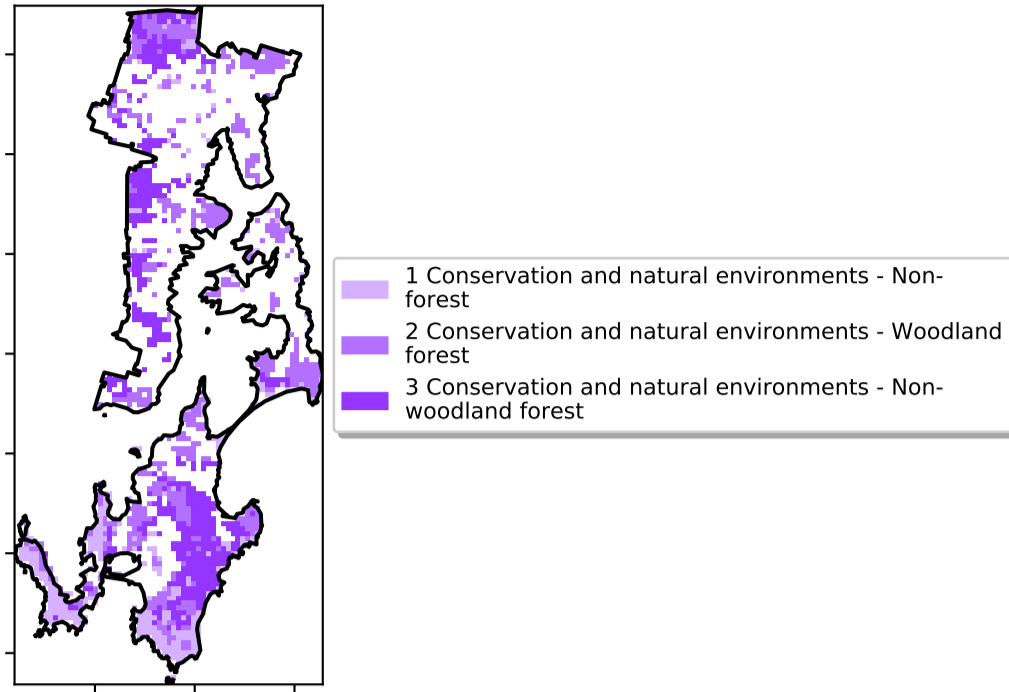 1 Conservation and natural environments - Non-
forest
2 Conservation and natural environments - Woodland
forest
3 Conservation and natural environments - Non-
woodland forest